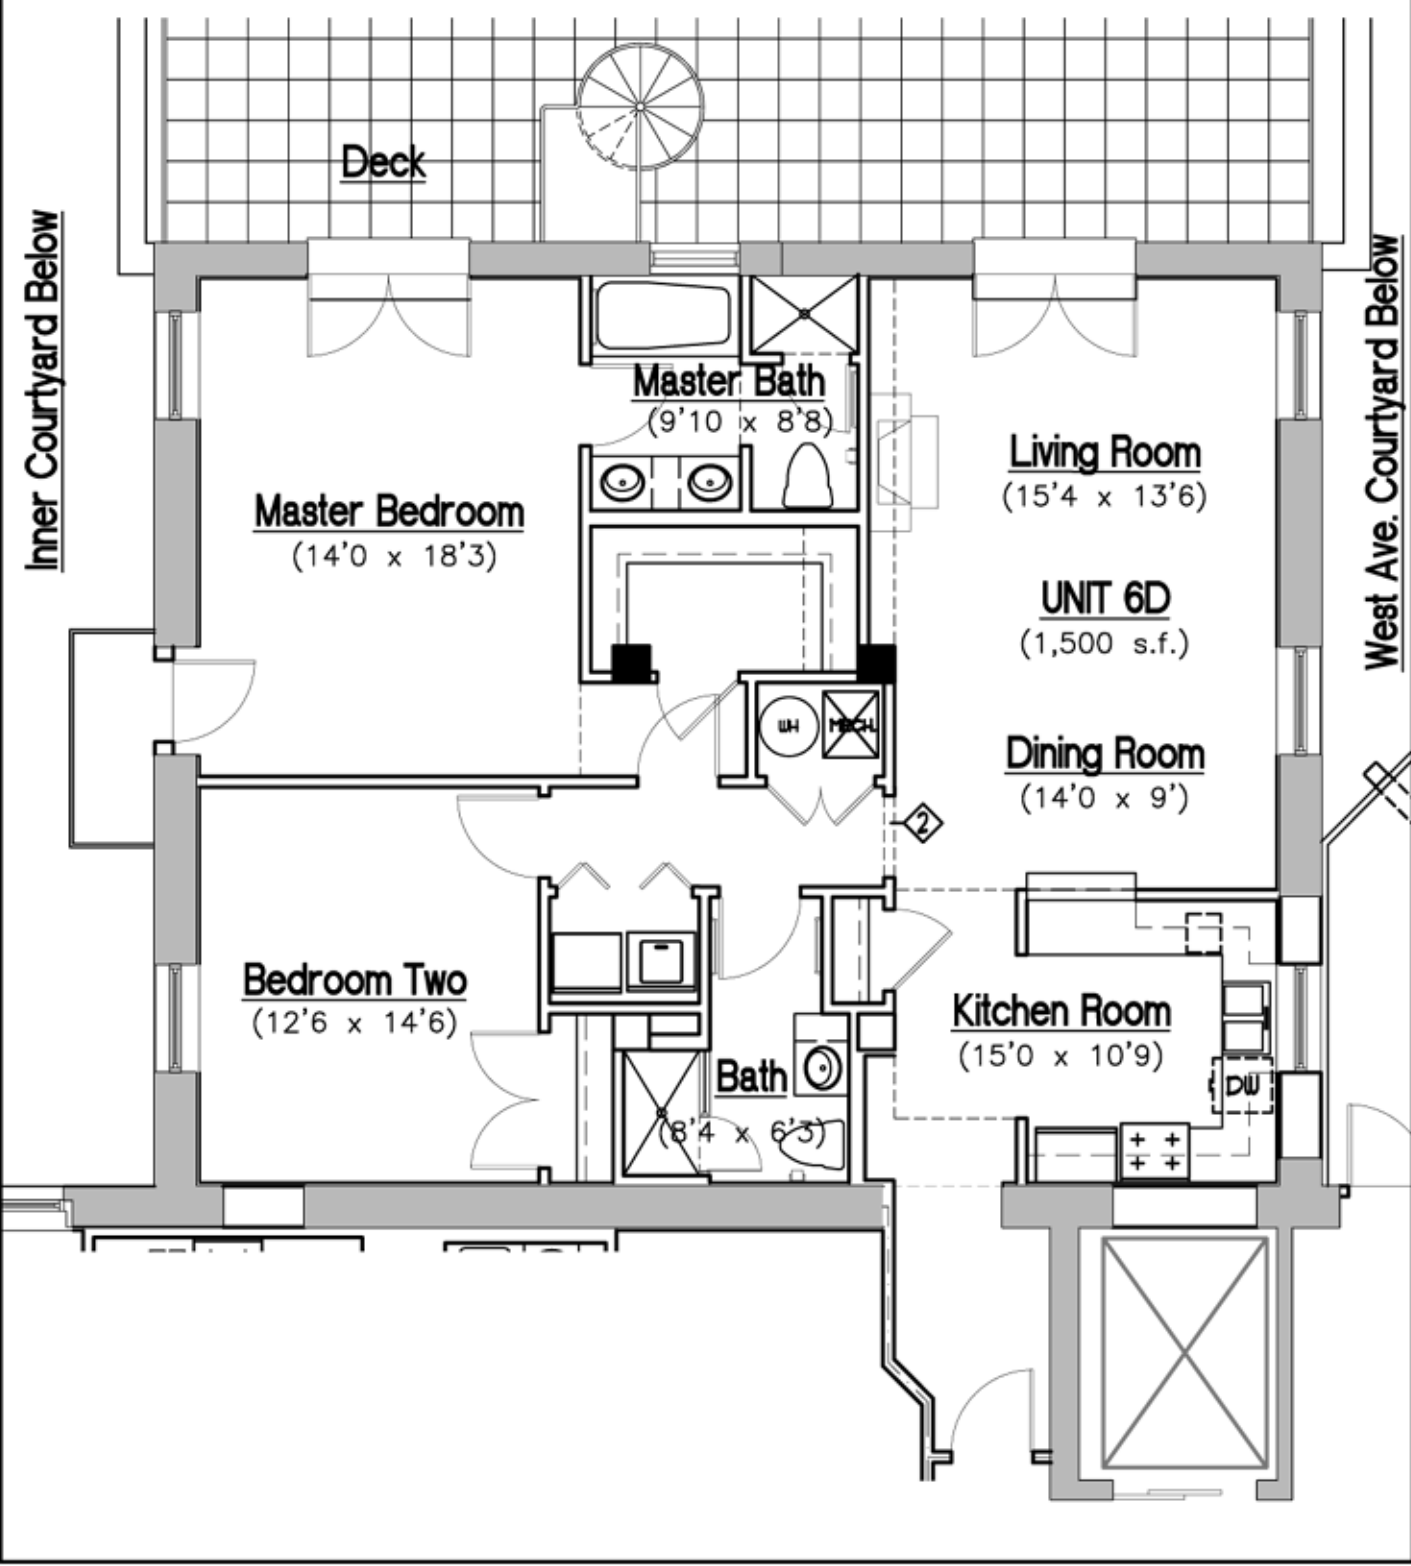 Deck
Inner Courtyard Below
West Ave. Courtyard Below
Master Bath
(9'10 x 8'8)
Living Room
(15'4 x 13'6)
Master Bedroom
(14'0 x 18'3)
UNIT 6D
(1,500 s.f.)
WH
MECH.
Dining Room
(14'0 x 9')
2
Bedroom Two
(12'6 x 14'6)
Kitchen Room
(15'0 x 10'9)
Bath
(8'4 x 6'3)
DW